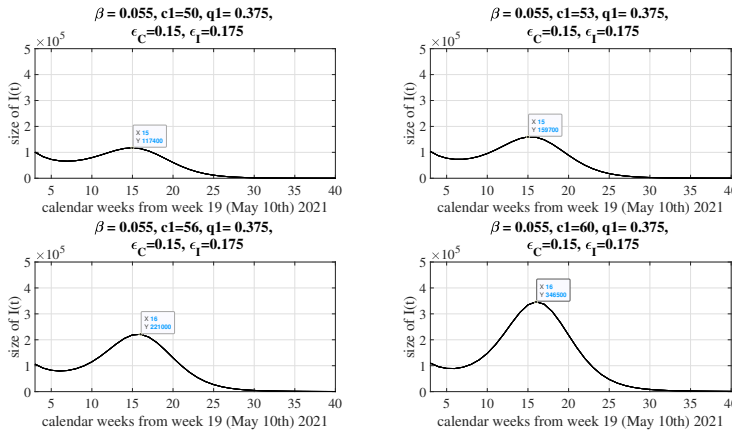 β = 0.055, c1=50, q1= 0.375,
ϵC=0.15, ϵI=0.175
×10^5
5
4
3
2
1
0
size of I(t)
X 15
Y 117400
5 10 15 20 25 30 35 40
calendar weeks from week 19 (May 10th) 2021
β = 0.055, c1=53, q1= 0.375,
ϵC=0.15, ϵI=0.175
×10^5
5
4
3
2
1
0
size of I(t)
X 15
Y 159700
5 10 15 20 25 30 35 40
calendar weeks from week 19 (May 10th) 2021
β = 0.055, c1=56, q1= 0.375,
ϵC=0.15, ϵI=0.175
×10^5
5
4
3
2
1
0
size of I(t)
X 16
Y 221000
5 10 15 20 25 30 35 40
calendar weeks from week 19 (May 10th) 2021
β = 0.055, c1=60, q1= 0.375,
ϵC=0.15, ϵI=0.175
×10^5
5
4
3
2
1
0
size of I(t)
X 16
Y 346500
5 10 15 20 25 30 35 40
calendar weeks from week 19 (May 10th) 2021